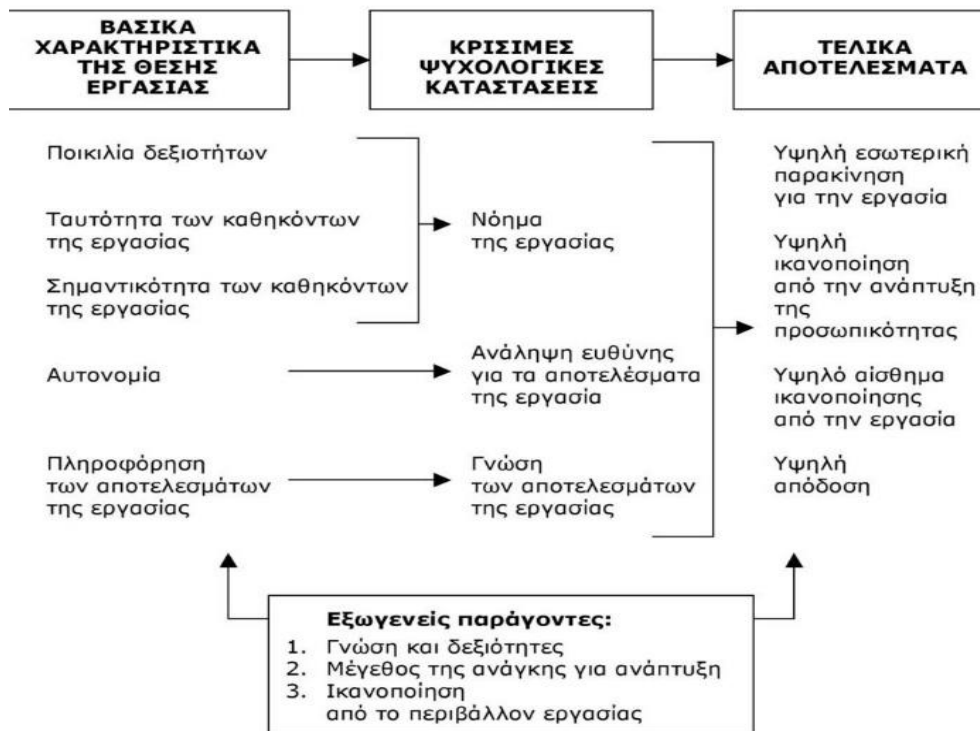 ΒΑΣΙΚΑ
ΧΑΡΑΚΤΗΡΙΣΤΙΚΑ
ΤΗΣ ΘΕΣΗΣ
ΕΡΓΑΣΙΑΣ
ΚΡΙΣΙΜΕΣ
ΨΥΧΟΛΟΓΙΚΕΣ
ΚΑΤΑΣΤΑΣΕΙΣ
ΤΕΛΙΚΑ
ΑΠΟΤΕΛΕΣΜΑΤΑ
Ποικιλία δεξιοτήτων
Ταυτότητα των καθηκόντων
της εργασίας
Σημαντικότητα των καθηκόντων
της εργασίας
Αυτονομία
Πληροφόρηση
των αποτελεσμάτων
της εργασίας
Νόημα
της εργασίας
Ανάληψη ευθύνης
για τα αποτελέσματα
της εργασία
Γνώση
των αποτελεσμάτων
της εργασίας
Υψηλή εσωτερική
παρακίνηση
για την εργασία
Υψηλή
ικανοποίηση
από την ανάπτυξη
της
προσωπικότητας
Υψηλό αίσθημα
ικανοποίησης
από την εργασία
Υψηλή
απόδοση
Εξωγενείς παράγοντες:
1. Γνώση και δεξιότητες
2. Μέγεθος της ανάγκης για ανάπτυξη
3. Ικανοποίηση
από το περιβάλλον εργασίας